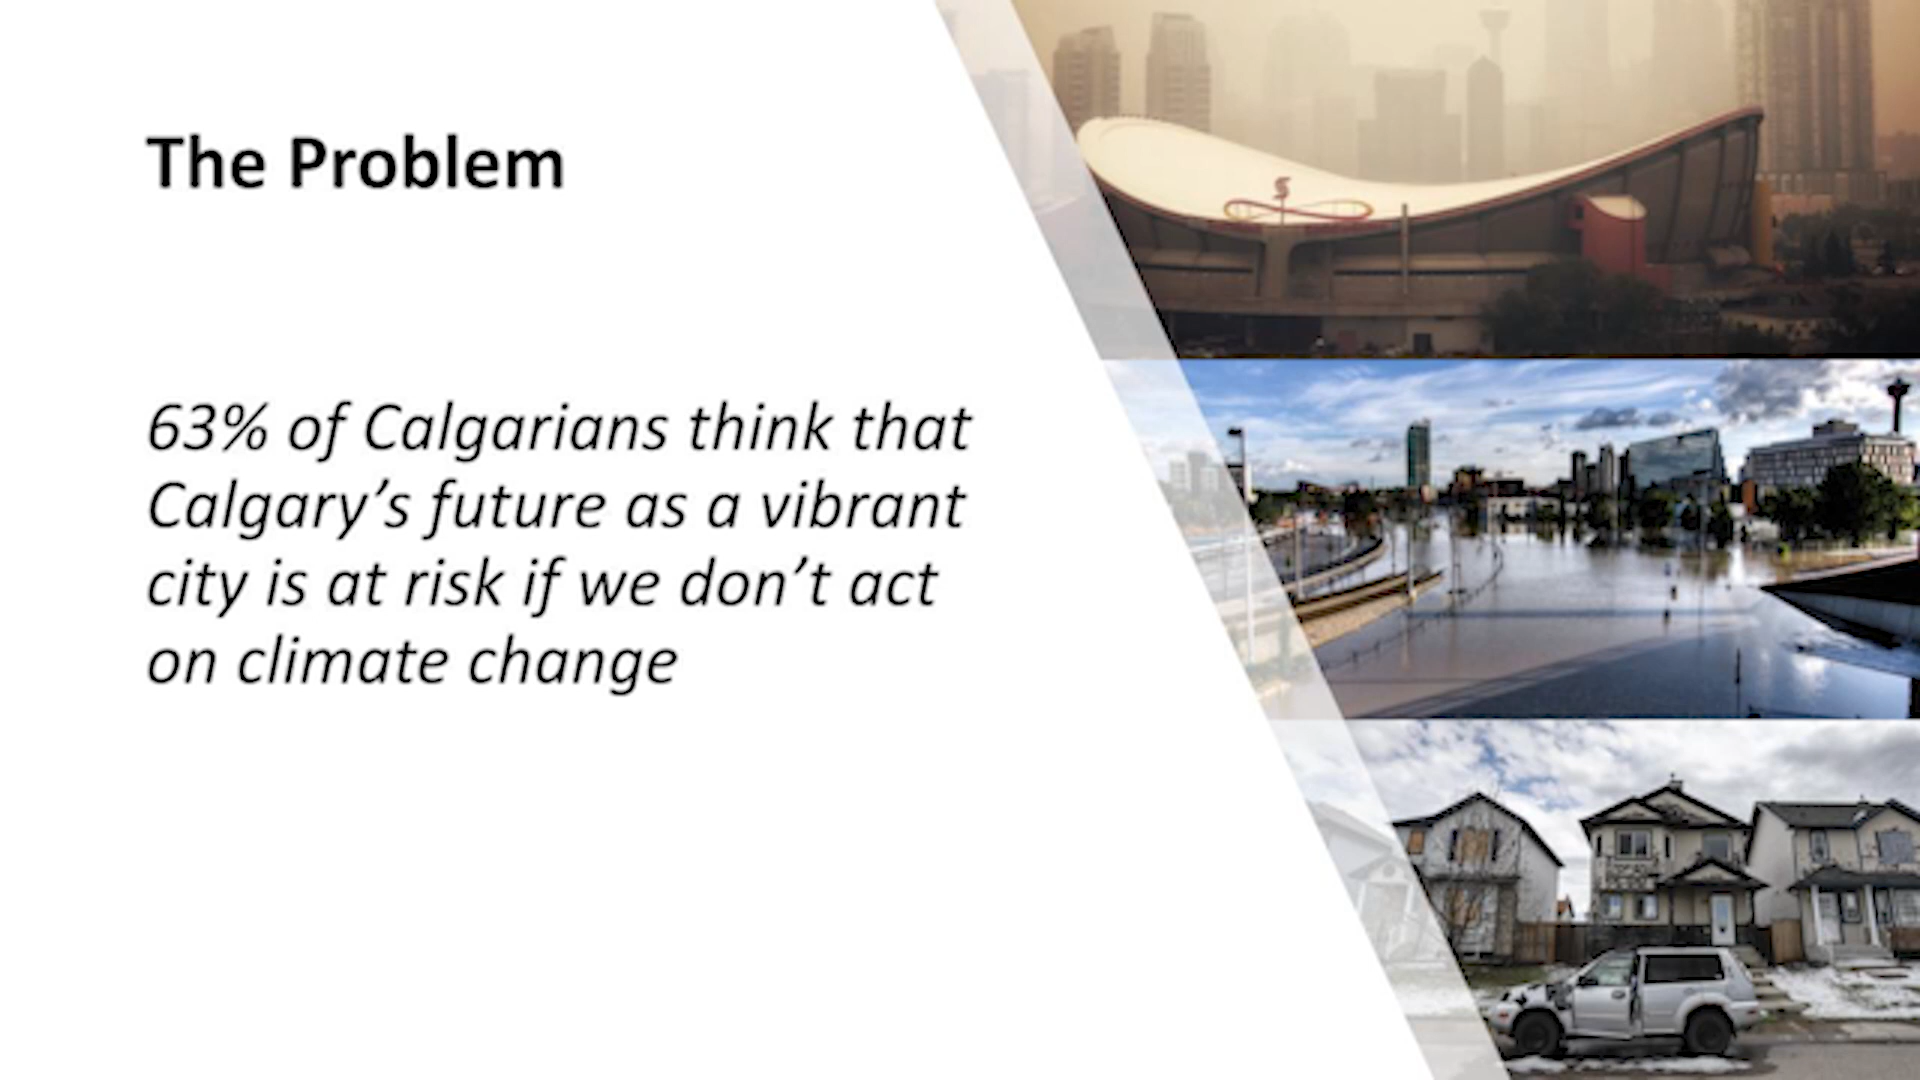 The Problem
63% of Calgarians think that
Calgary’s future as a vibrant
city is at risk if we don’t act
on climate change